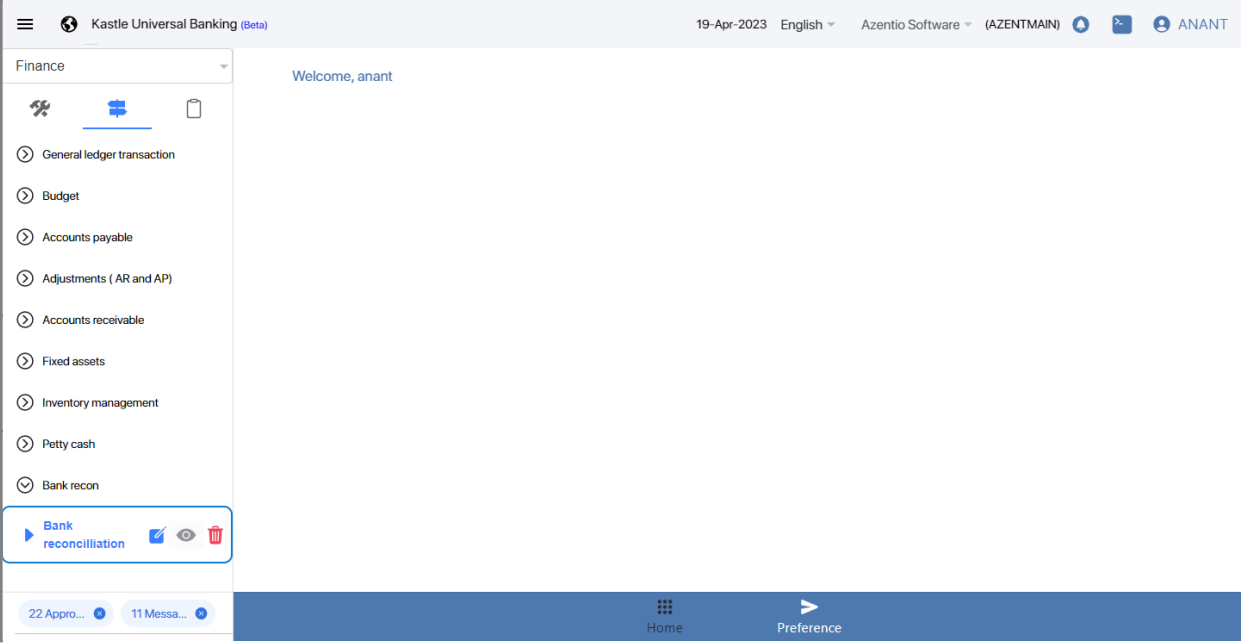 Kastle Universal Banking (Beta)
19-Apr-2023 English Azentio Software (AZENTMAIN) ANANT
Finance
Welcome, anant
General ledger transaction
Budget
Accounts payable
Adjustments ( AR and AP)
Accounts receivable
Fixed assets
Inventory management
Petty cash
Bank recon
Bank
reconcilliation
22 Appro... 11 Messa...
Home Preference